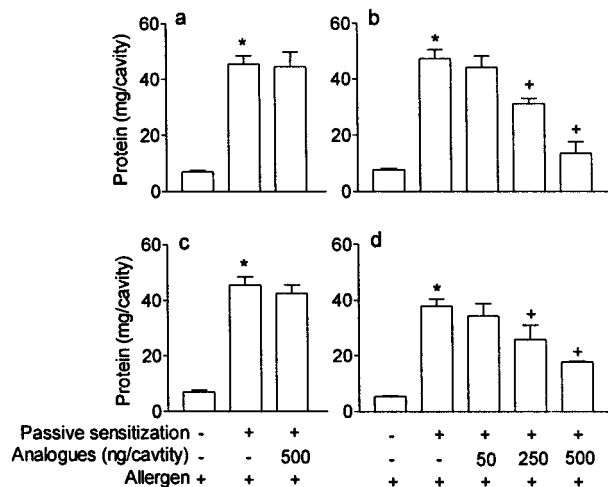 a
b
Protein (mg/cavity)
60
40
20
0
*
60
40
20
0
*
+
+
c
d
Protein (mg/cavity)
60
40
20
0
*
60
40
20
0
*
+
+
Passive sensitization - + + - + + + +
Analogues (ng/cavtity) - - 500 - - 50 250 500
Allergen + + + + + + + +